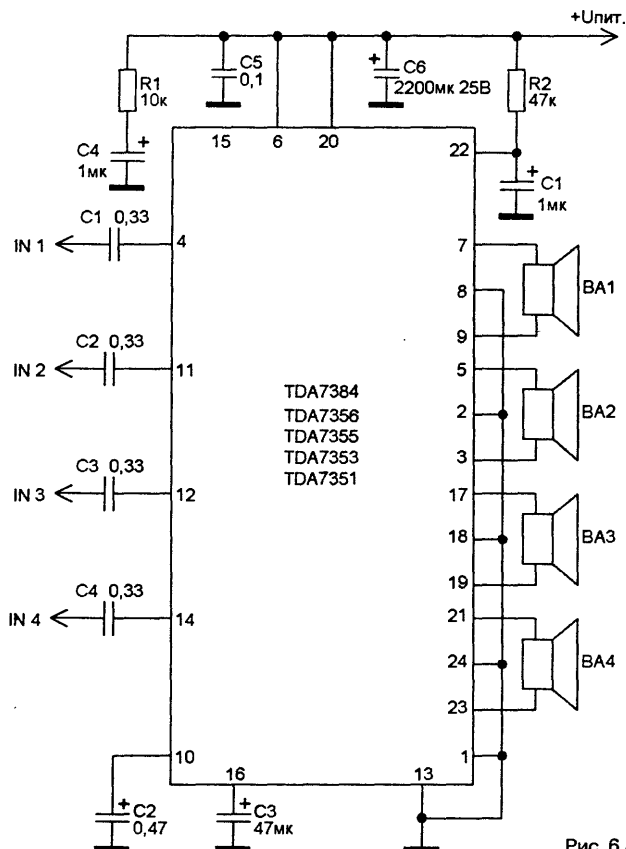 +Uпит.
C5
0,1
C6
2200мк 25В
R1
10к
R2
47к
C4
1мк
15
6
20
22
C1
1мк
C1 0,33
IN 1
4
7
8
9
BA1
C2 0,33
IN 2
11
5
2
3
BA2
TDA7384
TDA7356
TDA7355
TDA7353
TDA7351
C3 0,33
IN 3
12
17
18
19
BA3
C4 0,33
IN 4
14
21
24
23
BA4
10
16
13
1
C2
0,47
C3
47мк
Рис. 6.